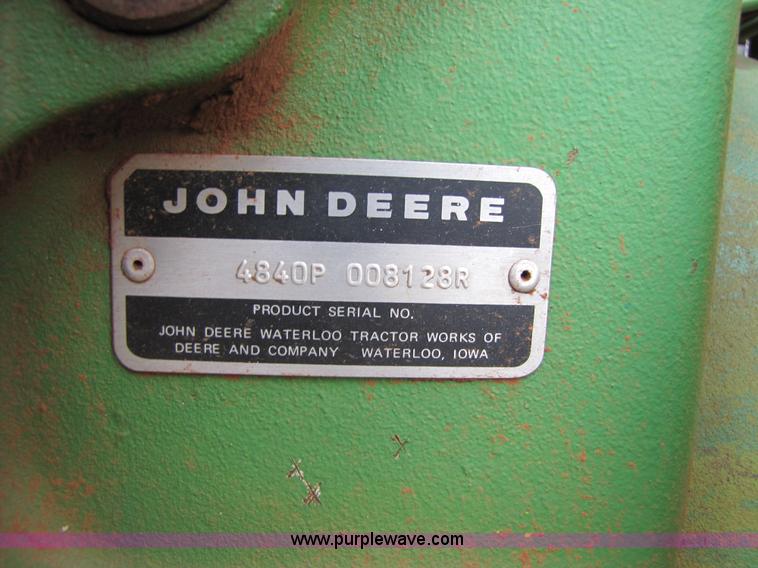 JOHN DEERE
4840P 008128R
PRODUCT SERIAL NO.
JOHN DEERE WATERLOO TRACTOR WORKS OF
DEERE AND COMPANY WATERLOO, IOWA
www.purplewave.com